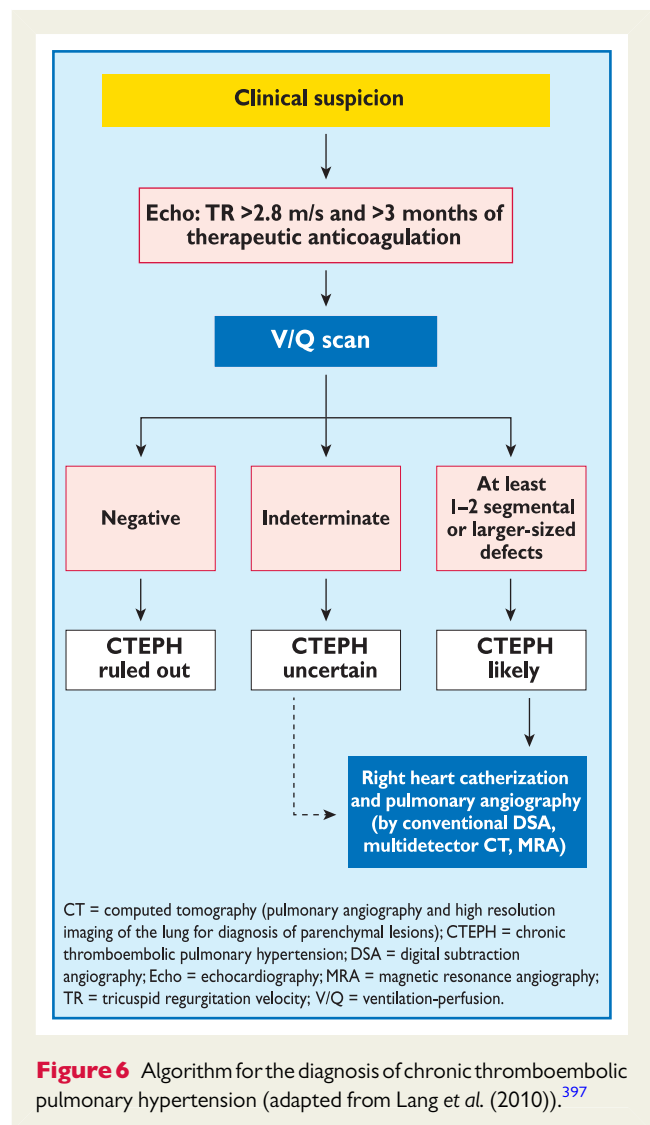 Clinical suspicion
Echo: TR >2.8 m/s and >3 months of
therapeutic anticoagulation
V/Q scan
Negative
Indeterminate
At least
1–2 segmental
or larger-sized
defects
CTEPH
ruled out
CTEPH
uncertain
CTEPH
likely
Right heart catherization
and pulmonary angiography
(by conventional DSA,
multidetector CT, MRA)
CT = computed tomography (pulmonary angiography and high resolution
imaging of the lung for diagnosis of parenchymal lesions); CTEPH = chronic
thromboembolic pulmonary hypertension; DSA = digital subtraction
angiography; Echo = echocardiography; MRA = magnetic resonance angiography;
TR = tricuspid regurgitation velocity; V/Q = ventilation-perfusion.
Figure 6 Algorithm for the diagnosis of chronic thromboembolic
pulmonary hypertension (adapted from Lang et al. (2010)).397